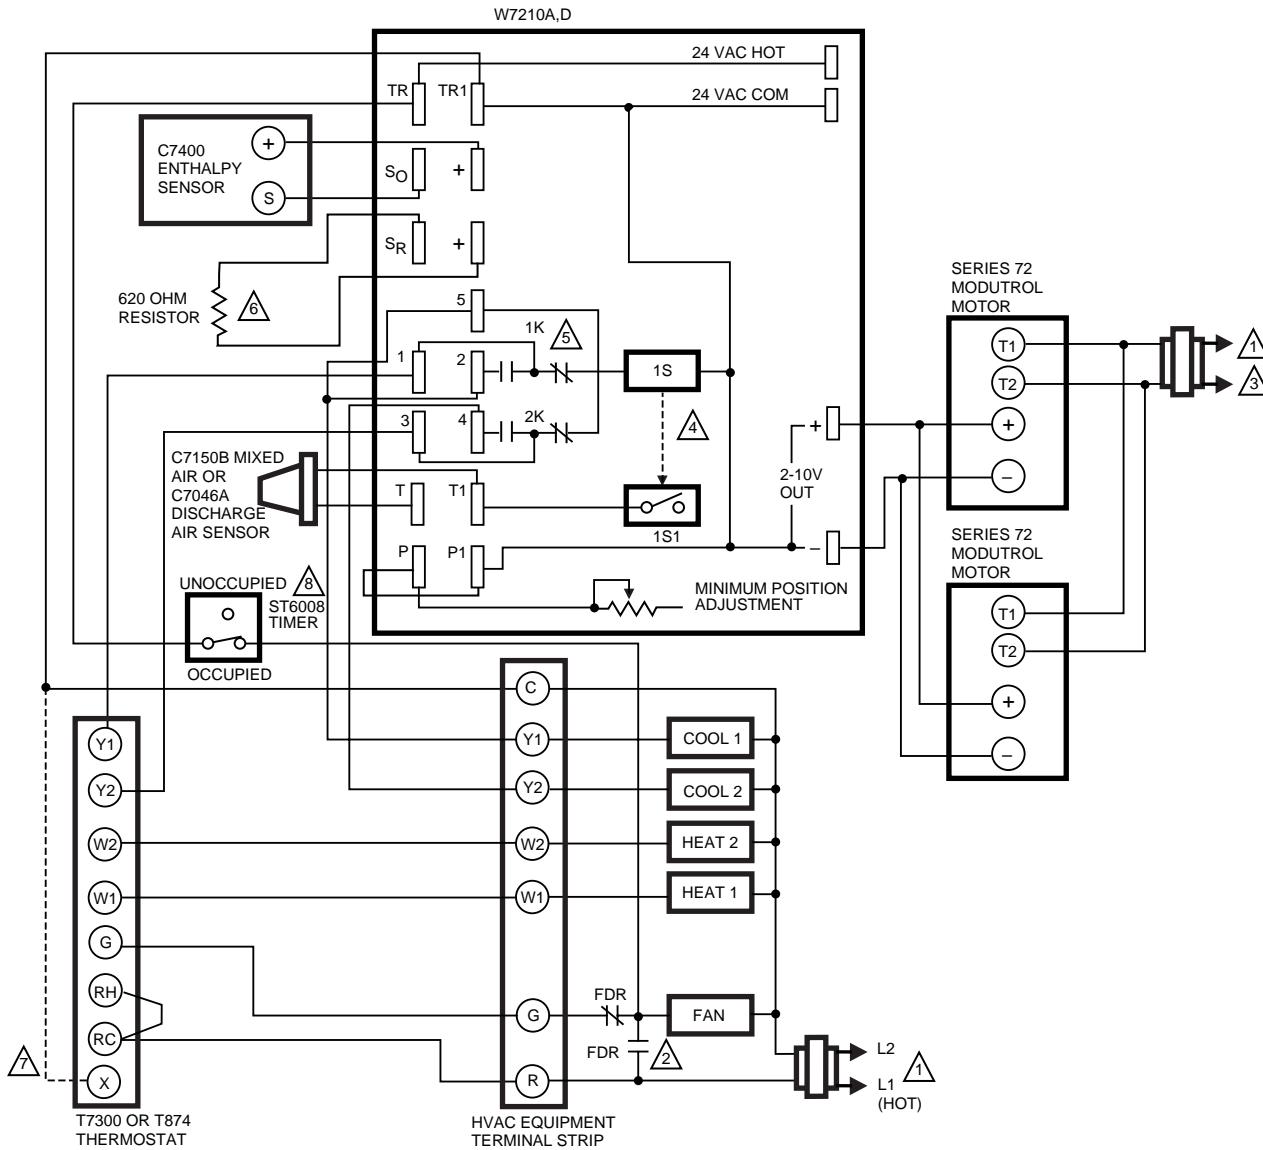 W7210A,D
24 VAC HOT
TR
TR1
24 VAC COM
C7400
ENTHALPY
SENSOR
+
S
SO
+
SR
+
620 OHM
RESISTOR
6
5
1K
5
1
2
1S
3
4
2K
4
C7150B MIXED
AIR OR
C7046A
DISCHARGE
AIR SENSOR
T
T1
1S1
+
2-10V
OUT
–
P
P1
MINIMUM POSITION
ADJUSTMENT
SERIES 72
MODUTROL
MOTOR
T1
T2
+
–
1
3
SERIES 72
MODUTROL
MOTOR
T1
T2
+
–
UNOCCUPIED
8
ST6008
TIMER
OCCUPIED
Y1
Y2
W2
W1
G
RH
RC
X
7
T7300 OR T874
THERMOSTAT
C
Y1
Y2
W2
W1
G
R
HVAC EQUIPMENT
TERMINAL STRIP
COOL 1
COOL 2
HEAT 2
HEAT 1
FDR
FAN
FDR
2
L2
L1
(HOT)
1